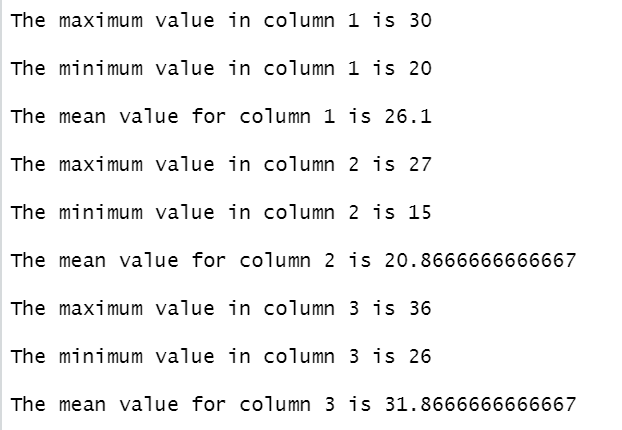 The maximum value in column 1 is 30
The minimum value in column 1 is 20
The mean value for column 1 is 26.1
The maximum value in column 2 is 27
The minimum value in column 2 is 15
The mean value for column 2 is 20.8666666666667
The maximum value in column 3 is 36
The minimum value in column 3 is 26
The mean value for column 3 is 31.8666666666667